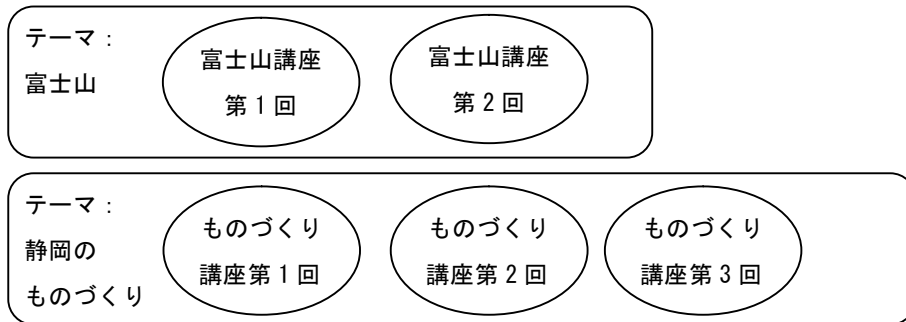 テーマ：
富士山
富士山講座
第1回
富士山講座
第2回
テーマ：
静岡の
ものづくり
ものづくり
講座第1回
ものづくり
講座第2回
ものづくり
講座第3回